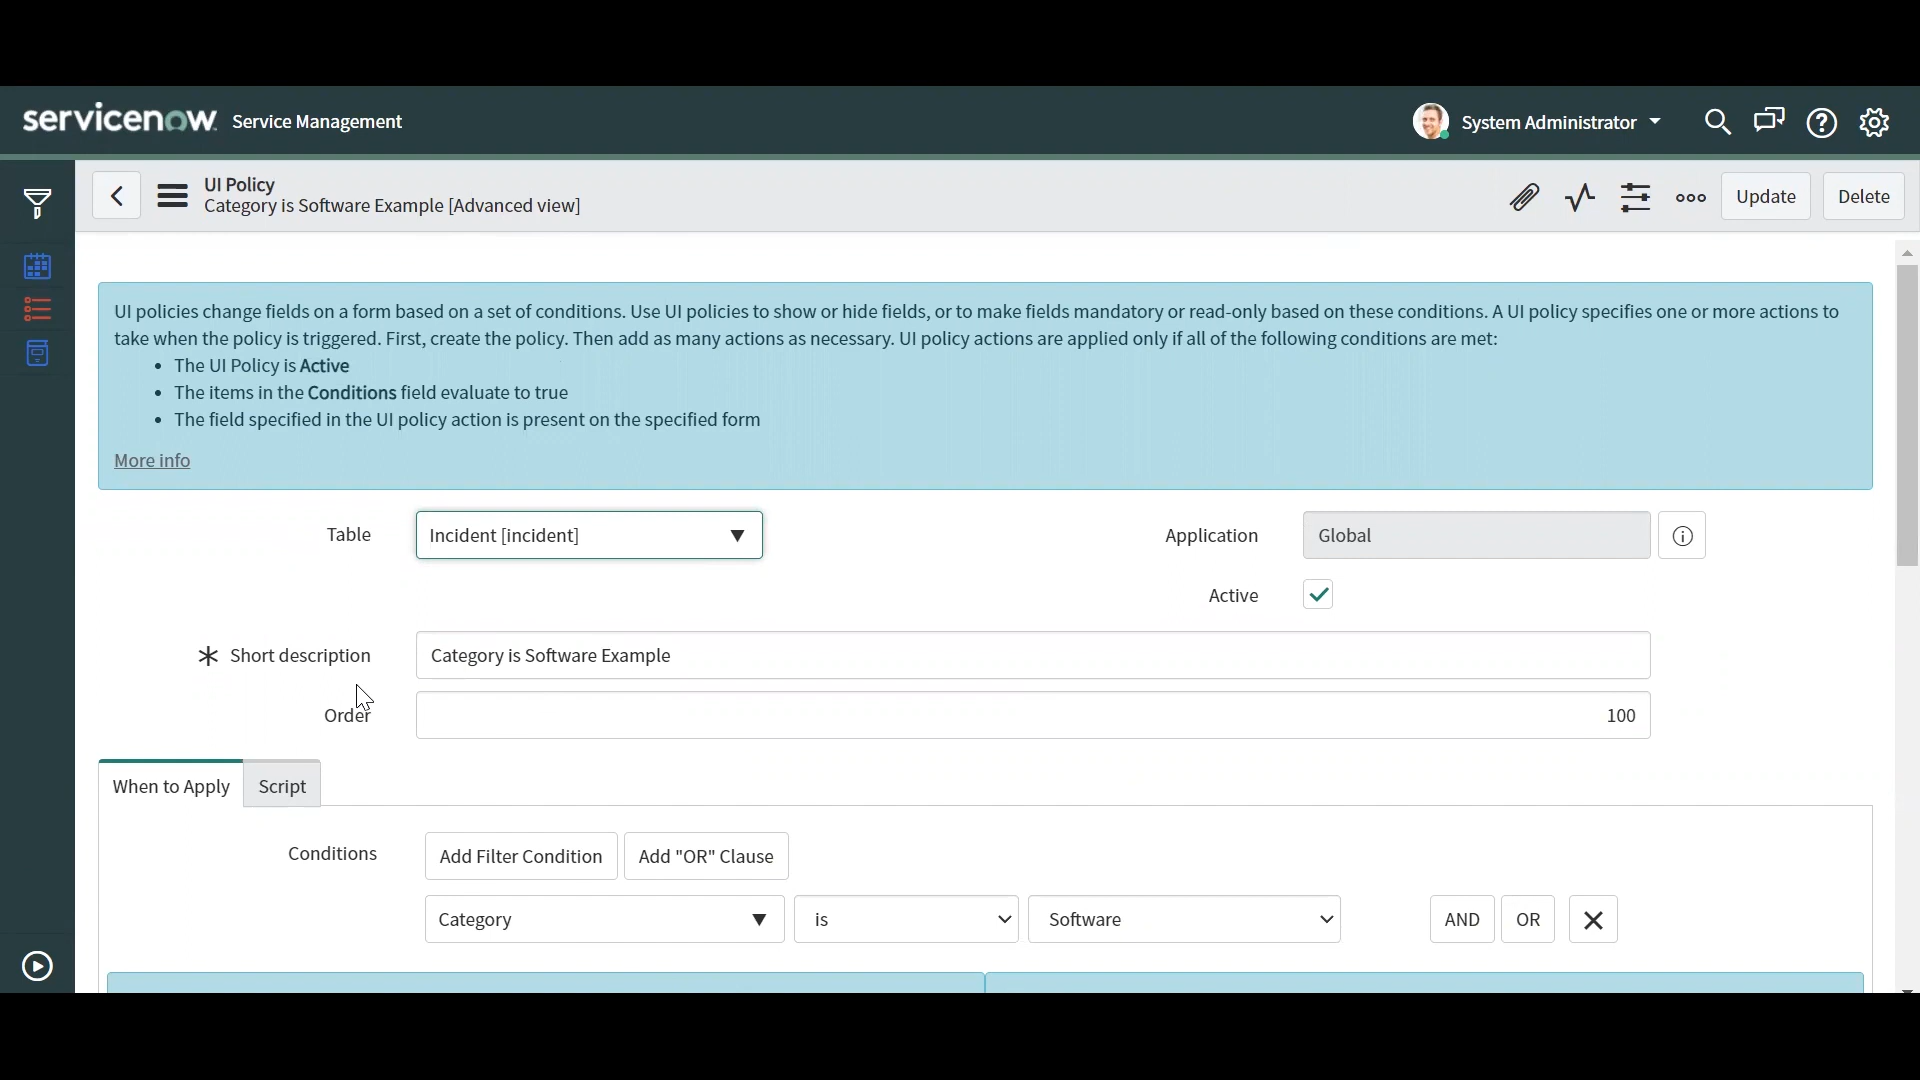 servicenow Service Management
System Administrator
UI Policy
Category is Software Example [Advanced view]
Update Delete
UI policies change fields on a form based on a set of conditions. Use UI policies to show or hide fields, or to make fields mandatory or read-only based on these conditions. A UI policy specifies one or more actions to
take when the policy is triggered. First, create the policy. Then add as many actions as necessary. UI policy actions are applied only if all of the following conditions are met:
• The UI Policy is Active
• The items in the Conditions field evaluate to true
• The field specified in the UI policy action is present on the specified form
More info
Table Incident [incident] Application Global
Active
Short description Category is Software Example
Order 100
When to Apply Script
Conditions Add Filter Condition Add "OR" Clause
Category is Software AND OR